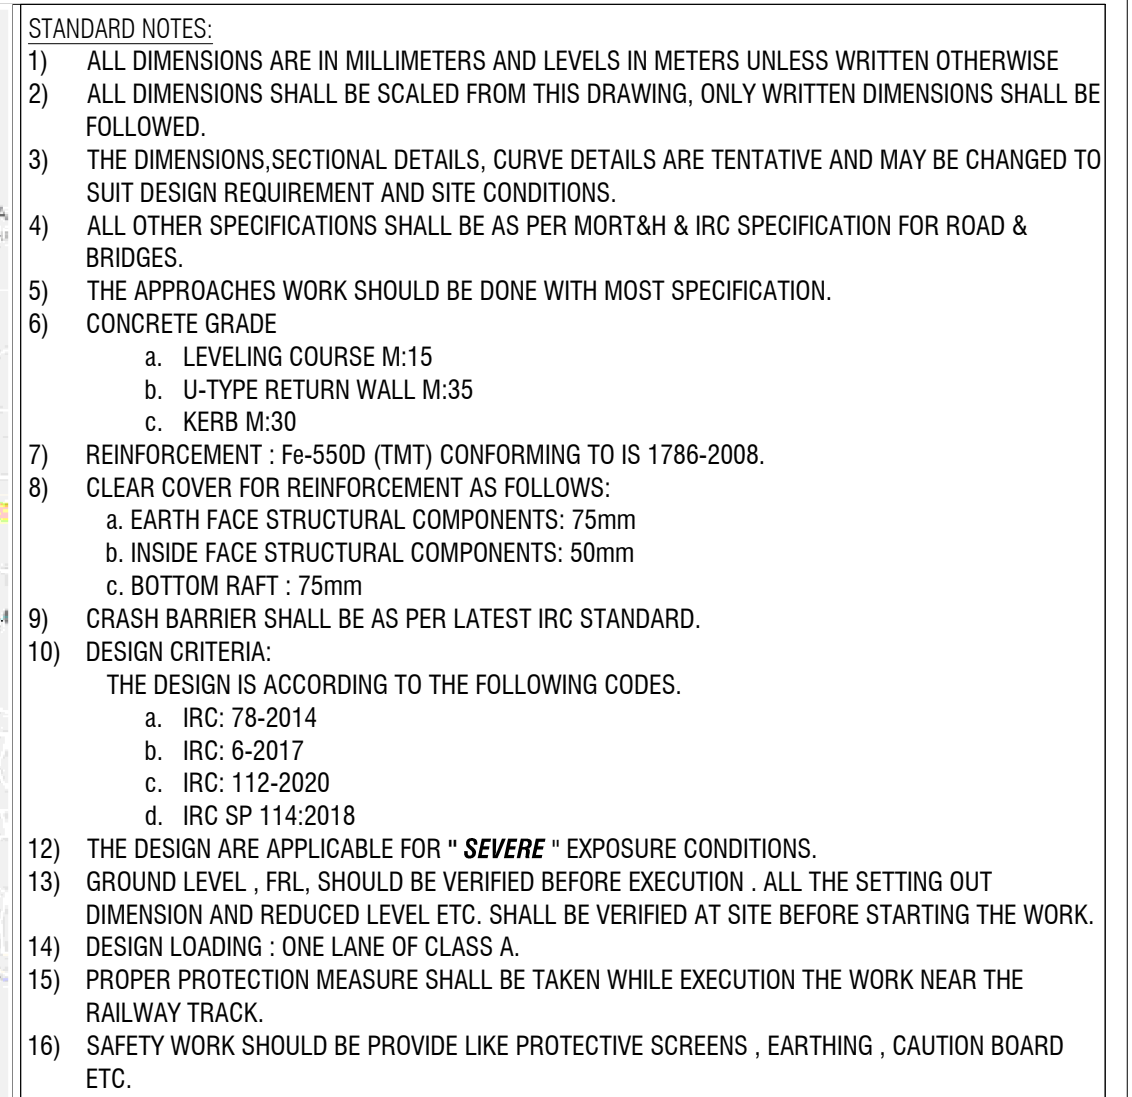 STANDARD NOTES:
1) ALL DIMENSIONS ARE IN MILLIMETERS AND LEVELS IN METERS UNLESS WRITTEN OTHERWISE
2) ALL DIMENSIONS SHALL BE SCALED FROM THIS DRAWING, ONLY WRITTEN DIMENSIONS SHALL BE
FOLLOWED.
3) THE DIMENSIONS,SECTIONAL DETAILS, CURVE DETAILS ARE TENTATIVE AND MAY BE CHANGED TO
SUIT DESIGN REQUIREMENT AND SITE CONDITIONS.
4) ALL OTHER SPECIFICATIONS SHALL BE AS PER MORT&H & IRC SPECIFICATION FOR ROAD &
BRIDGES.
5) THE APPROACHES WORK SHOULD BE DONE WITH MOST SPECIFICATION.
6) CONCRETE GRADE
a. LEVELING COURSE M:15
b. U-TYPE RETURN WALL M:35
c. KERB M:30
7) REINFORCEMENT : Fe-550D (TMT) CONFORMING TO IS 1786-2008.
8) CLEAR COVER FOR REINFORCEMENT AS FOLLOWS:
a. EARTH FACE STRUCTURAL COMPONENTS: 75mm
b. INSIDE FACE STRUCTURAL COMPONENTS: 50mm
c. BOTTOM RAFT : 75mm
9) CRASH BARRIER SHALL BE AS PER LATEST IRC STANDARD.
10) DESIGN CRITERIA:
THE DESIGN IS ACCORDING TO THE FOLLOWING CODES.
a. IRC: 78-2014
b. IRC: 6-2017
c. IRC: 112-2020
d. IRC SP 114:2018
12) THE DESIGN ARE APPLICABLE FOR " SEVERE " EXPOSURE CONDITIONS.
13) GROUND LEVEL , FRL, SHOULD BE VERIFIED BEFORE EXECUTION . ALL THE SETTING OUT
DIMENSION AND REDUCED LEVEL ETC. SHALL BE VERIFIED AT SITE BEFORE STARTING THE WORK.
14) DESIGN LOADING : ONE LANE OF CLASS A.
15) PROPER PROTECTION MEASURE SHALL BE TAKEN WHILE EXECUTION THE WORK NEAR THE
RAILWAY TRACK.
16) SAFETY WORK SHOULD BE PROVIDE LIKE PROTECTIVE SCREENS , EARTHING , CAUTION BOARD
ETC.